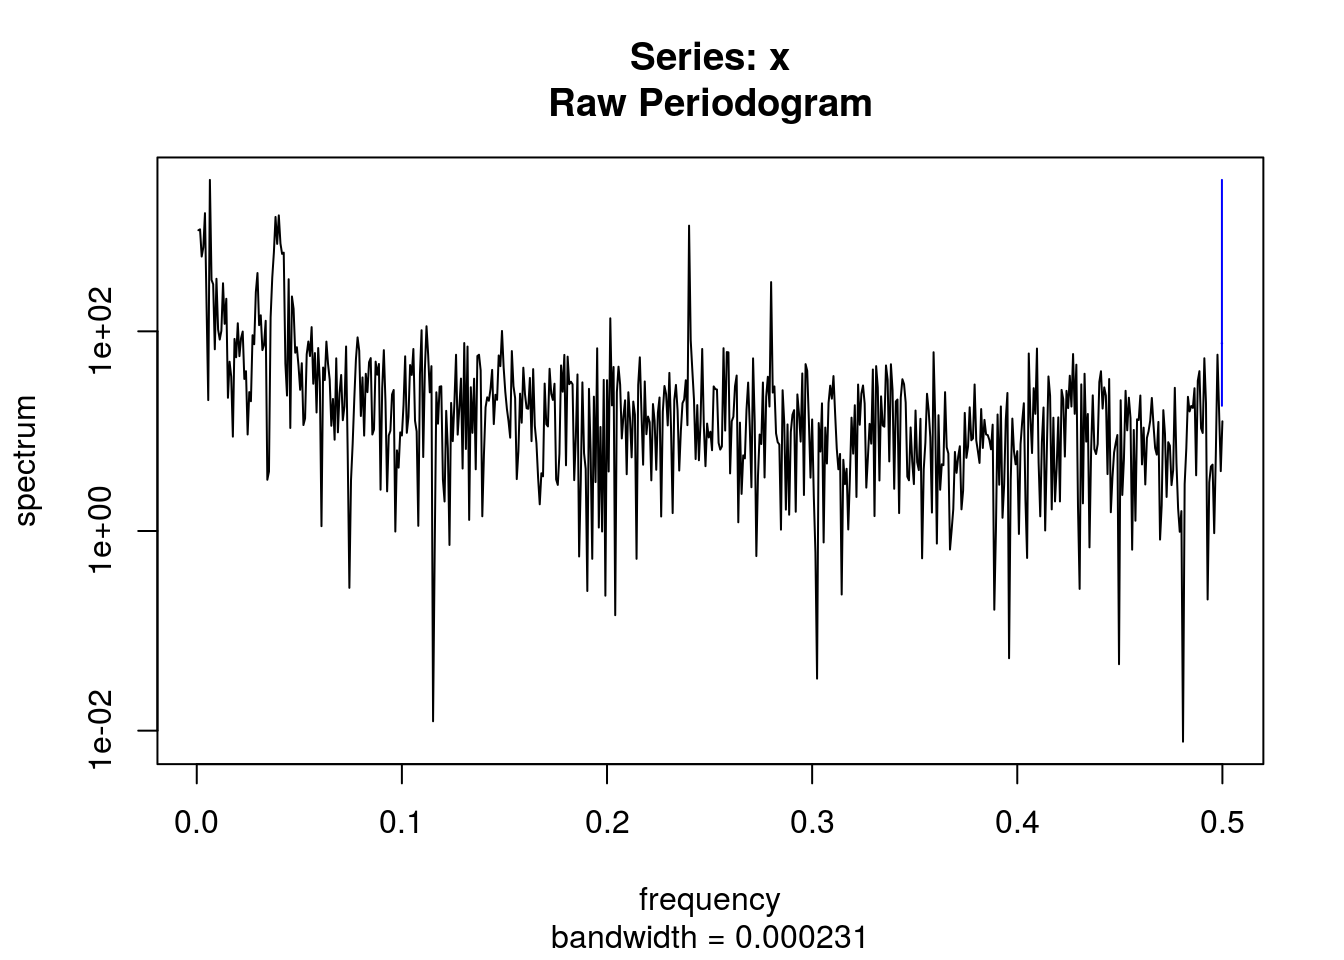 Series: x
Raw Periodogram
spectrum
1e+02
1e+00
1e-02
0.0 0.1 0.2 0.3 0.4 0.5
frequency
bandwidth = 0.000231